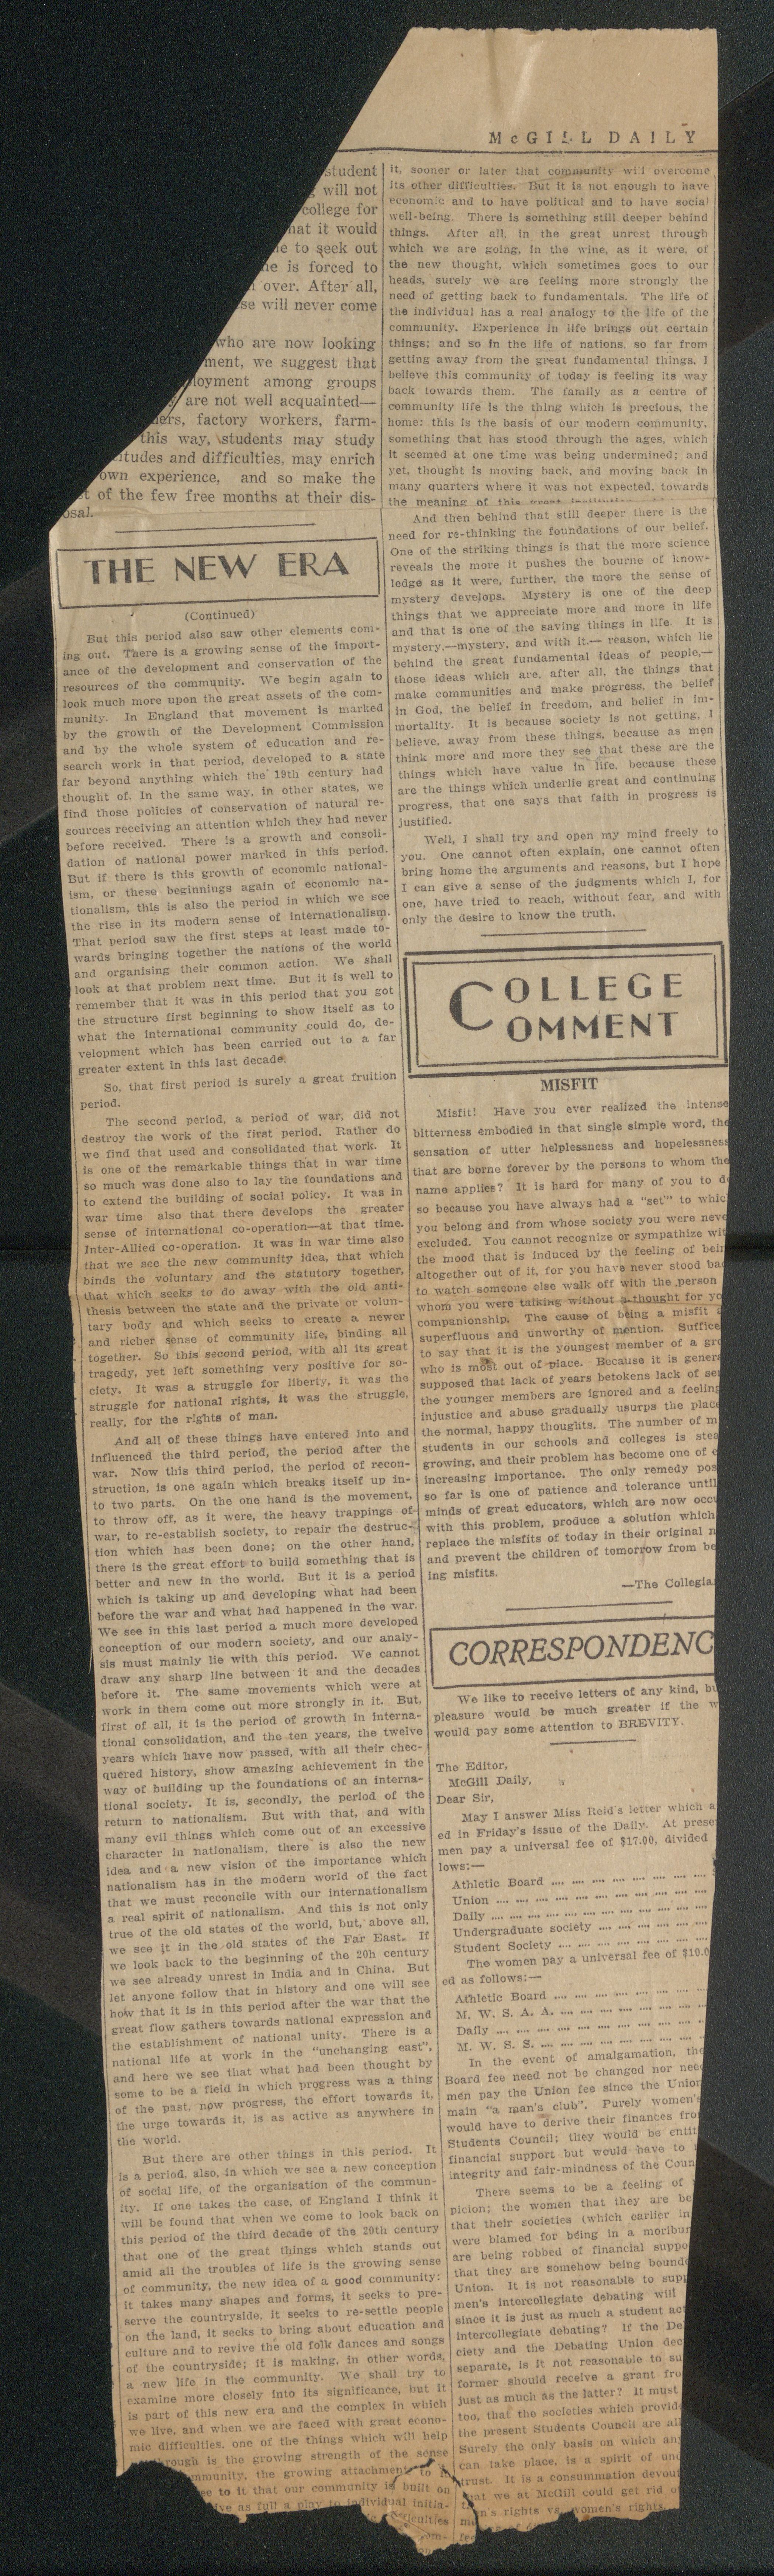 McGILL DAILY
student
will not
college for
hat it would
to seek out
is forced to
over. After all,
se will never come
who are now looking
ment, we suggest that
loyment among groups
are not well acquainted—
ers, factory workers, farm-
this way, students may study
itudes and difficulties, may enrich
own experience, and so make the
of the few free months at their dis-
osal.
THE NEW ERA
(Continued)
But this period also saw other elements com-
ing out. There is a growing sense of the import-
ance of the development and conservation of the
resources of the community. We begin again to
look much more upon the great assets of the com-
munity. In England that movement is marked
by the growth of the Development Commission
and by the whole system of education and re-
search work in that period, developed to a state
far beyond anything which the 19th century had
thought of. In the same way, in other states, we
find those policies of conservation of natural re-
sources receiving an attention which they had never
before received. There is a growth and consoli-
dation of national power marked in this period.
But if there is this growth of economic national-
ism, or these beginnings again of economic na-
tionalism, this is also the period in which we see
the rise in its modern sense of internationalism.
That period saw the first steps at least made to-
wards bringing together the nations of the world
and organising their common action. We shall
look at that problem next time. But it is well to
remember that it was in this period that you got
the structure first beginning to show itself as to
what the international community could do, de-
velopment which has been carried out to a far
greater extent in this last decade.
So, that first period is surely a great fruition
period.
The second period, a period of war, did not
destroy the work of the first period. Rather do
we find that used and consolidated that work. It
is one of the remarkable things that in war time
so much was done also to lay the foundations and
to extend the building of social policy. It was in
war time also that there develops the greater
sense of international co-operation—at that time.
Inter-Allied co-operation. It was in war time also
that we see the new community idea, that which
binds the voluntary and the statutory together,
that which seeks to do away with the old anti-
thesis between the state and the private or volun-
tary body and which seeks to create a newer
and richer sense of community life, binding all
together. So this second period, with all its great
tragedy, yet left something very positive for so-
ciety. It was a struggle for liberty, it was the
struggle for national rights, it was the struggle,
really, for the rights of man.
And all of these things have entered into and
influenced the third period, the period after the
war. Now this third period, the period of recon-
struction, is one again which breaks itself up in-
to two parts. On the one hand is the movement,
to throw off, as it were, the heavy trappings of
war, to re-establish society, to repair the destruc-
tion which has been done; on the other hand,
there is the great effort to build something that is
better and new in the world. But it is a period
which is taking up and developing what had been
before the war and what had happened in the war.
We see in this last period a much more developed
conception of our modern society, and our analy-
sis must mainly lie with this period. We cannot
draw any sharp line between it and the decades
before it. The same movements which were at
work in them come out more strongly in it. But,
first of all, it is the period of growth in interna-
tional consolidation, and the ten years, the twelve
years which have now passed, with all their chec-
quered history, show amazing achievement in the
way of building up the foundations of an interna-
tional society. It is, secondly, the period of the
return to nationalism. But with that, and with
many evil things which come out of an excessive
character in nationalism, there is also the new
idea and a new vision of the importance which
nationalism has in the modern world of the fact
that we must reconcile with our internationalism
a real spirit of nationalism. And this is not only
true of the old states of the world, but, above all,
we see it in the old states of the Far East. If
we look back to the beginning of the 20th century
we see already unrest in India and in China. But
let anyone follow that in history and one will see
how that it is in this period after the war that the
great flow gathers towards national expression and
the establishment of national unity. There is a
national life at work in the "unchanging east",
and here we see that what had been thought by
some to be a field in which progress was a thing
of the past, now progress, the effort towards it,
the urge towards it, is as active as anywhere in
the world.
But there are other things in this period. It
is a period, also, in which we see a new conception
of social life, of the organisation of the commun-
ity. If one takes the case, of England I think it
will be found that when we come to look back on
this period of the third decade of the 20th century
that one of the great things which stands out
amid all the troubles of life is the growing sense
of community, the new idea of a good community:
it takes many shapes and forms, it seeks to pre-
serve the countryside, it seeks to re-settle people
on the land, it seeks to bring about education and
culture and to revive the old folk dances and songs
of the countryside; it is making, in other words,
a new life in the community. We shall try to
examine more closely into its significance, but it
is part of this new era and the complex in which
we live, and when we are faced with great econo-
mic difficulties, one of the things which will help
rough is the growing strength of the sense
mmunity, the growing attachment to
to it that our community is built on
ive as full a play to individual initia-
ficulties
it, sooner or later that community will overcome
its other difficulties. But it is not enough to have
economic and to have political and to have social
well-being. There is something still deeper behind
things. After all, in the great unrest through
which we are going, in the wine, as it were, of
the new thought, which sometimes goes to our
heads, surely we are feeling more strongly the
need of getting back to fundamentals. The life of
the individual has a real analogy to the life of the
community. Experience in life brings out certain
things; and so in the life of nations, so far from
getting away from the great fundamental things, I
believe this community of today is feeling its way
back towards them. The family as a centre of
community life is the thing which is precious, the
home: this is the basis of our modern community,
something that has stood through the ages, which
it seemed at one time was being undermined; and
yet, thought is moving back, and moving back in
many quarters where it was not expected, towards
the meaning of this great
And then behind that still deeper there is the
need for re-thinking the foundations of our belief.
One of the striking things is that the more science
reveals the more it pushes the bourne of know-
ledge as it were, further, the more the sense of
mystery develops. Mystery is one of the deep
things that we appreciate more and more in life
and that is one of the saving things in life. It is
mystery,—mystery, and with it,— reason, which lie
behind the great fundamental ideas of people,—
those ideas which are, after all, the things that
make communities and make progress, the belief
in God, the belief in freedom, and belief in im-
mortality. It is because society is not getting, I
believe, away from these things, because as men
think more and more they see that these are the
things which have value in life, because these
are the things which underlie great and continuing
progress, that one says that faith in progress is
justified.
Well, I shall try and open my mind freely to
you. One cannot often explain, one cannot often
bring home the arguments and reasons, but I hope
I can give a sense of the judgments which I, for
one, have tried to reach, without fear, and with
only the desire to know the truth.
COLLEGE
COMMENT
MISFIT
Misfit! Have you ever realized the intense
bitterness embodied in that single simple word, the
sensation of utter helplessness and hopelessness
that are borne forever by the persons to whom the
name applies? It is hard for many of you to d
so because you have always had a "set" to whic
you belong and from whose society you were neve
excluded. You cannot recognize or sympathize wit
the mood that is induced by the feeling of bein
altogether out of it, for you have never stood ba
to watch someone else walk off with the person
whom you were talking without a thought for yo
companionship. The cause of being a misfit
superfluous and unworthy of mention. Suffice
to say that it is the youngest member of a gro
who is most out of place. Because it is genera
supposed that lack of years betokens lack of se
the younger members are ignored and a feeling
injustice and abuse gradually usurps the place
the normal, happy thoughts. The number of m
students in our schools and colleges is stea
growing, and their problem has become one of e
increasing importance. The only remedy pos
so far is one of patience and tolerance until
minds of great educators, which are now occu
with this problem, produce a solution which
replace the misfits of today in their original n
and prevent the children of tomorrow from be
ing misfits.
—The Collegia
CORRESPONDENC
We like to receive letters of any kind, bu
pleasure would be much greater if the w
would pay some attention to BREVITY.
The Editor,
McGill Daily,
Dear Sir,
May I answer Miss Reid's letter which a
ed in Friday's issue of the Daily. At prese
men pay a universal fee of $17.00, divided
lows:—
Athletic Board .... .... .... .... .... .... .... ....
Union .... .... .... .... .... .... .... .... .... ....
Daily .... .... .... .... .... .... .... .... .... ....
Undergraduate society .... .... .... .... ....
Student Society .... .... .... .... .... .... ....
The women pay a universal fee of $10.0
ed as follows:—
Athletic Board .... .... .... .... .... .... .... ....
M. W. S. A. A. .... .... .... .... .... .... ....
Daily .... .... .... .... .... .... .... .... .... ....
M. W. S. S. .... .... .... .... .... .... .... ....
In the event of amalgamation, the
Board fee need not be changed nor nee
men pay the Union fee since the Union
main "a man's club". Purely women's
would have to derive their finances fro
Students Council; they would be entit
financial support but would have to
integrity and fair-mindness of the Coun
There seems to be a feeling of
picion; the women that they are be
that their societies (which earlier in
were blamed for being in a moribun
are being robbed of financial suppo
that they are somehow being bound
Union. It is not reasonable to supp
men's intercollegiate debating will
since it is just as much a student act
intercollegiate debating? If the De
ciety and the Debating Union dec
separate, is it not reasonable to su
former should receive a grant fro
just as much as the latter? It must
too, that the societies which provid
the present Students Council are all
Surely the only basis on which any
can take place, is a spirit of und
trust. It is a consummation devou
at we at McGill could get rid o
n's rights vs. women's rights.